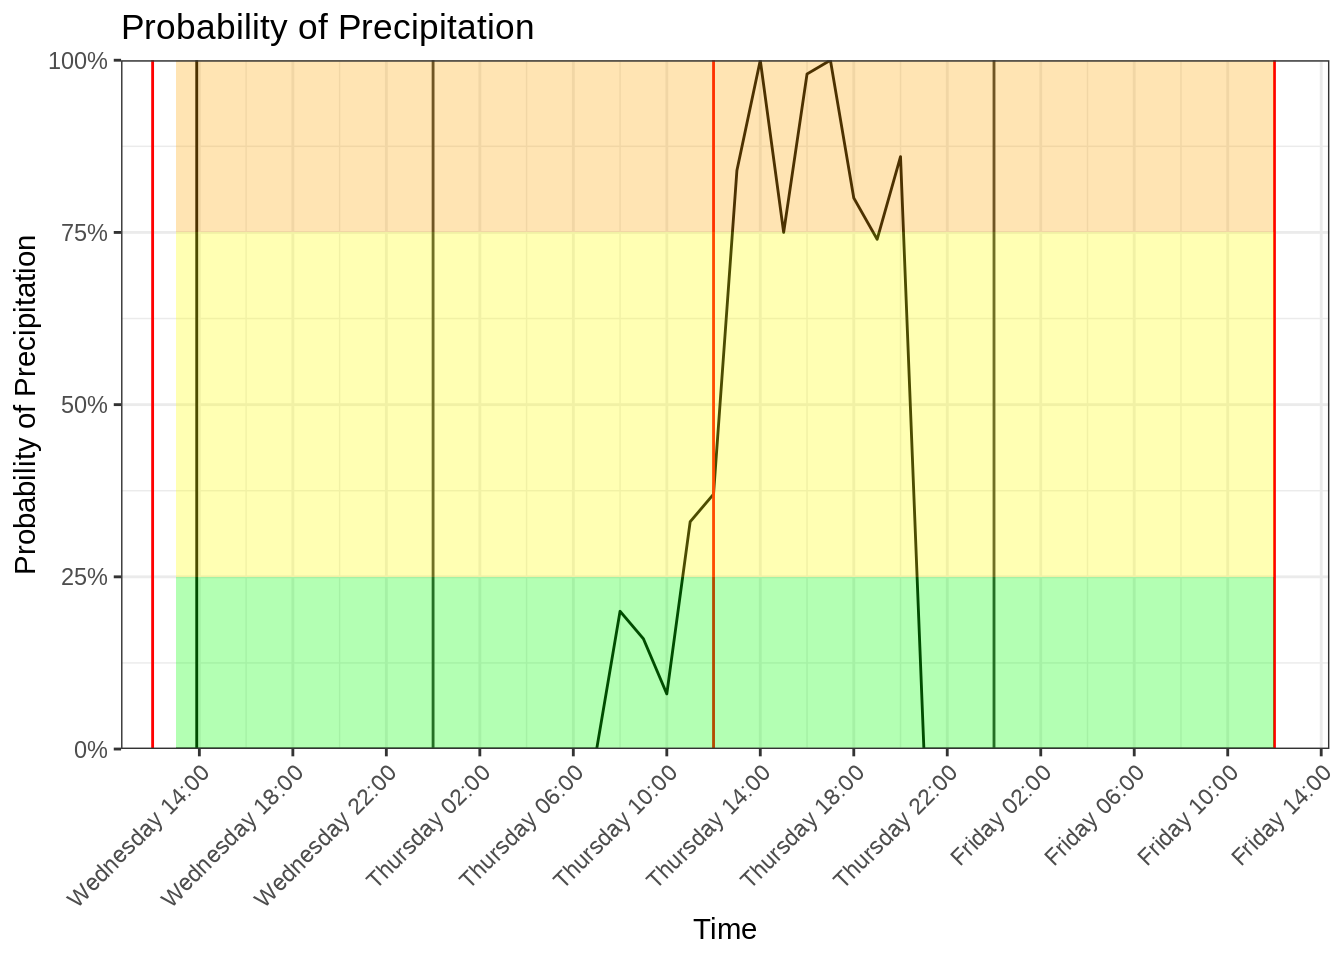 Probability of Precipitation
100%
75%
50%
25%
0%
Probability of Precipitation
Wednesday 14:00
Wednesday 18:00
Wednesday 22:00
Thursday 02:00
Thursday 06:00
Thursday 10:00
Thursday 14:00
Thursday 18:00
Thursday 22:00
Friday 02:00
Friday 06:00
Friday 10:00
Friday 14:00
Time